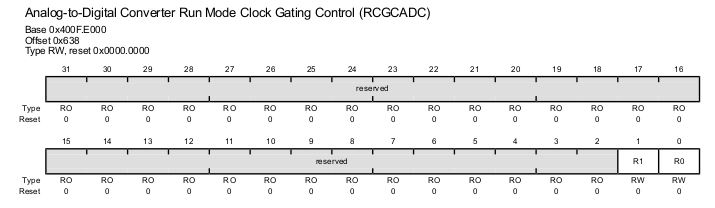 Analog-to-Digital Converter Run Mode Clock Gating Control (RCGCADC)
Base 0x400F.E000
Offset 0x638
Type RW, reset 0x0000.0000
31 30 29 28 27 26 25 24 23 22 21 20 19 18 17 16
reserved
Type RO RO RO RO RO RO RO RO RO RO RO RO RO RO RO RO
Reset 0 0 0 0 0 0 0 0 0 0 0 0 0 0 0 0
15 14 13 12 11 10 9 8 7 6 5 4 3 2 1 0
reserved R1 R0
Type RO RO RO RO RO RO RO RO RO RO RO RO RO RO RW RW
Reset 0 0 0 0 0 0 0 0 0 0 0 0 0 0 0 0